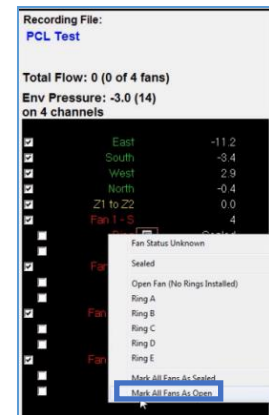 Recording File:
PCL Test
Total Flow: 0 (0 of 4 fans)
Env Pressure: -3.0 (14)
on 4 channels
East -11.2
South -3.4
West 2.9
North -0.4
Z1 to Z2 0.0
Fan 1 - S 4
Fan Status Unknown
Sealed
Fan
Open Fan (No Rings Installed)
Ring A
Ring B
Fan
Ring C
Ring D
Ring E
Fan
Mark All Fans As Sealed
Mark All Fans As Open